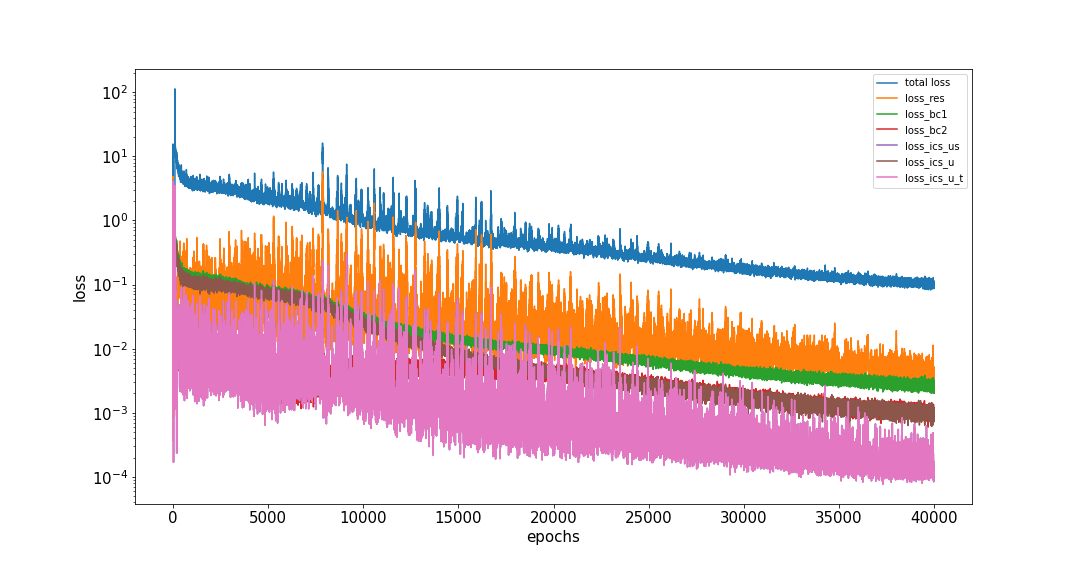 10²
10¹
10⁰
10⁻¹
10⁻²
10⁻³
10⁻⁴
loss
total loss
loss_res
loss_bc1
loss_bc2
loss_ics_us
loss_ics_u
loss_ics_u_t
0 5000 10000 15000 20000 25000 30000 35000 40000
epochs